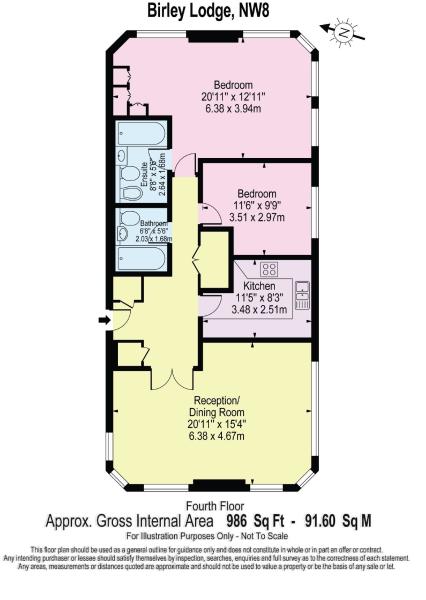 Birley Lodge, NW8
N
Bedroom
20'11" x 12'11"
6.38 x 3.94m
Ensuite
8'8" x 5'6"
2.64 x 1.68m
Bedroom
11'6" x 9'9"
3.51 x 2.97m
Bathroom
6'8" x 5'6"
2.03 x 1.68m
Kitchen
11'5" x 8'3"
3.48 x 2.51m
Reception/
Dining Room
20'11" x 15'4"
6.38 x 4.67m
Fourth Floor
Approx. Gross Internal Area 986 Sq Ft - 91.60 Sq M
For Illustration Purposes Only - Not To Scale
This floor plan should be used as a general outline for guidance only and does not constitute in whole or in part an offer or contract.
Any intending purchaser or lessee should satisfy themselves by inspection, searches, enquiries and full survey as to the correctness of each statement.
Any areas, measurements or distances quoted are approximate and should not be used to value a property or be the basis of any sale or let.